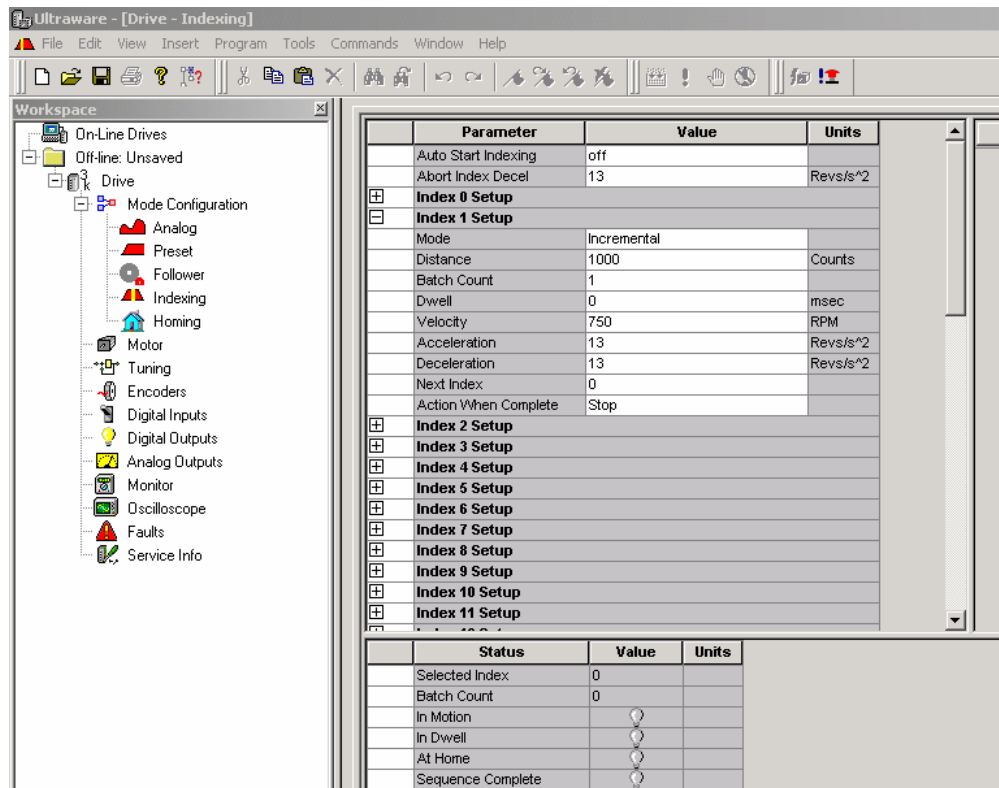 Ultraware - [Drive - Indexing]
File Edit View Insert Program Tools Commands Window Help
Workspace
On-Line Drives
Off-line: Unsaved
Drive
Mode Configuration
Analog
Preset
Follower
Indexing
Homing
Motor
Tuning
Encoders
Digital Inputs
Digital Outputs
Analog Outputs
Monitor
Oscilloscope
Faults
Service Info
Parameter Value Units
Auto Start Indexing off
Abort Index Decel 13 Revs/s^2
Index 0 Setup
Index 1 Setup
Mode Incremental
Distance 1000 Counts
Batch Count 1
Dwell 0 msec
Velocity 750 RPM
Acceleration 13 Revs/s^2
Deceleration 13 Revs/s^2
Next Index 0
Action When Complete Stop
Index 2 Setup
Index 3 Setup
Index 4 Setup
Index 5 Setup
Index 6 Setup
Index 7 Setup
Index 8 Setup
Index 9 Setup
Index 10 Setup
Index 11 Setup
Status Value Units
Selected Index 0
Batch Count 0
In Motion
In Dwell
At Home
Sequence Complete